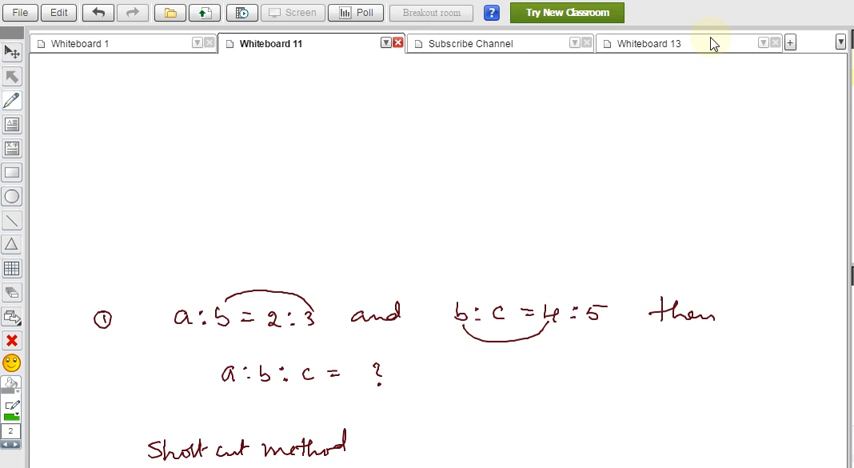 File Edit Screen Poll Breakout room ? Try New Classroom
Whiteboard 1 Whiteboard 11 Subscribe Channel Whiteboard 13 +
① a:b = 2:3 and b:c = 4:5 then
a:b:c = ?
Short cut method
2